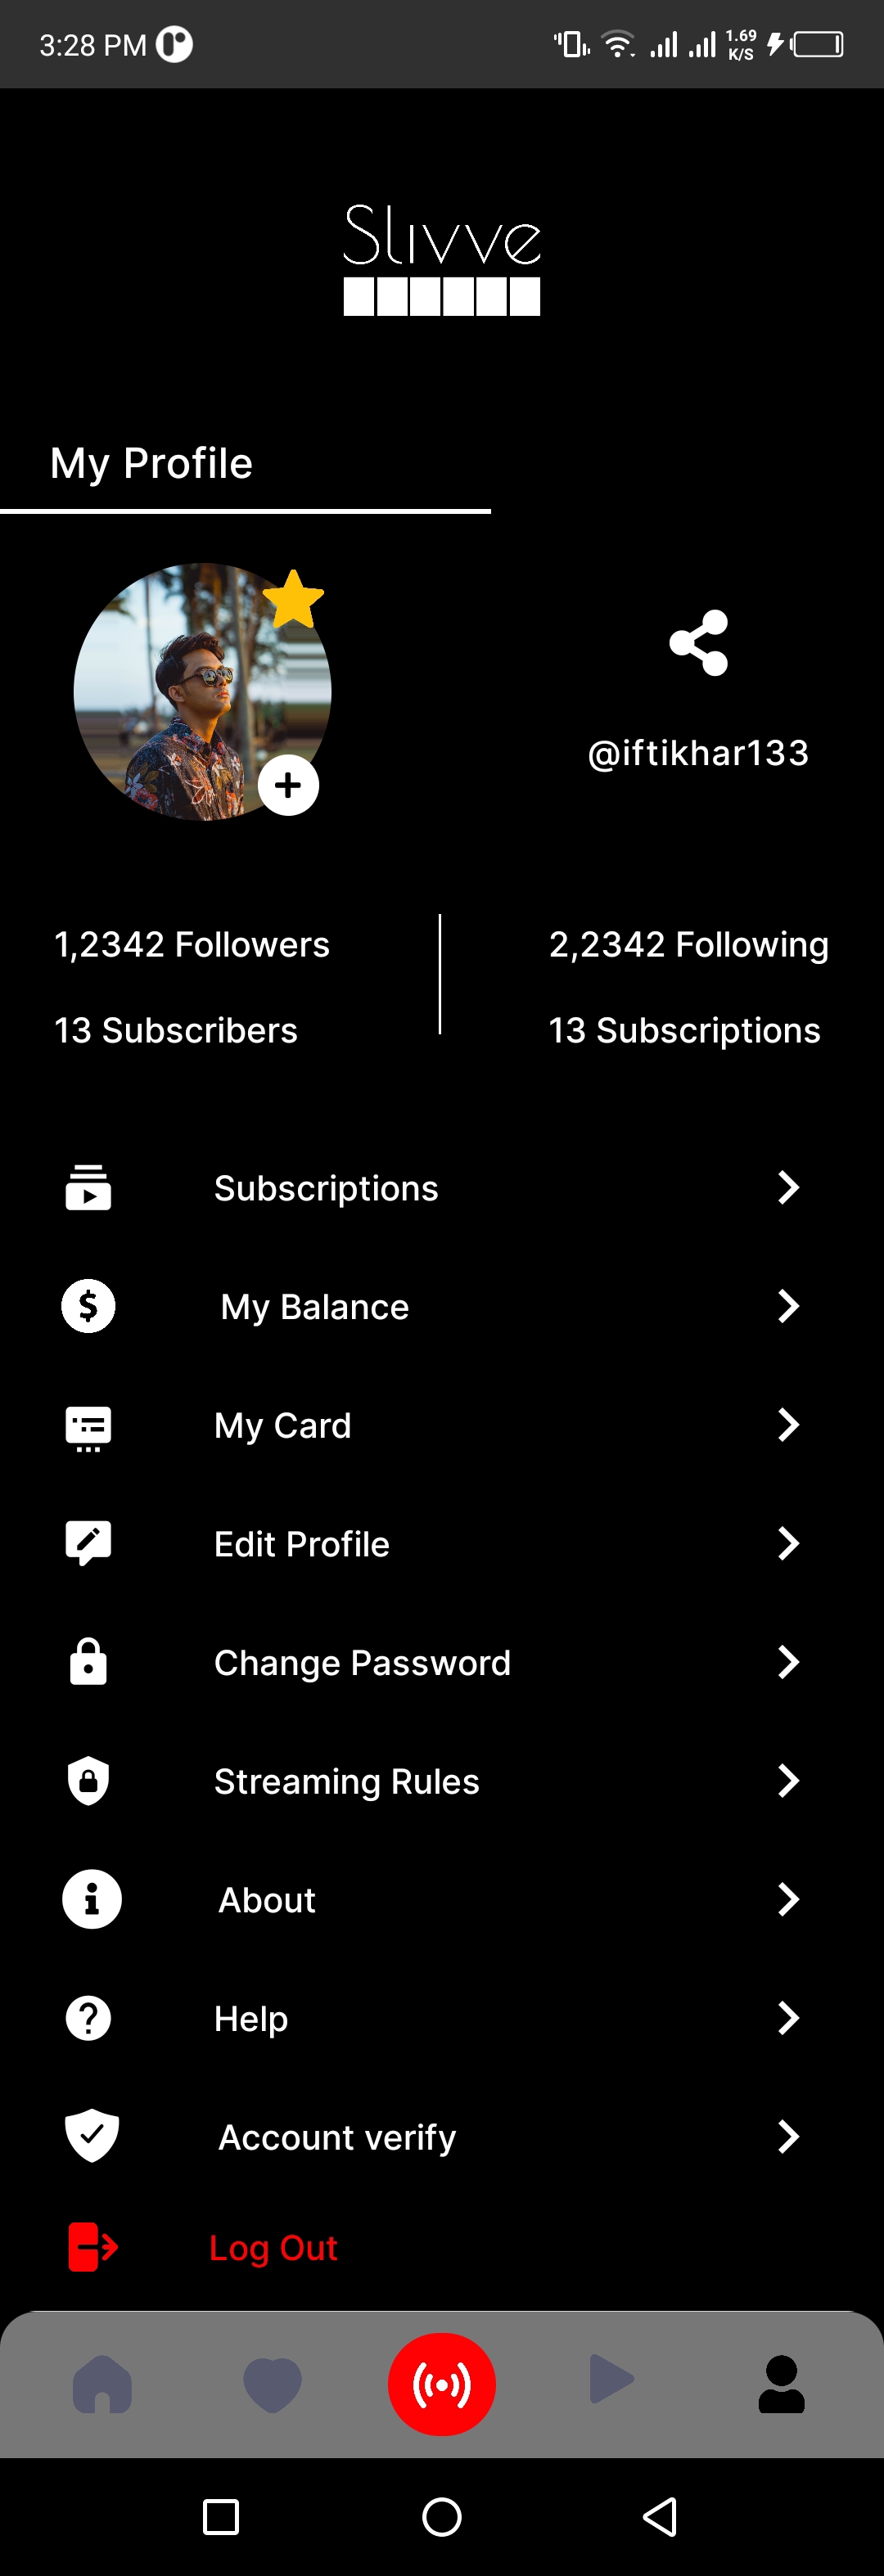 3:28 PM
1.69
K/S
Slivve
My Profile
@iftikhar133
1,2342 Followers
2,2342 Following
13 Subscribers
13 Subscriptions
Subscriptions
My Balance
My Card
Edit Profile
Change Password
Streaming Rules
About
Help
Account verify
Log Out